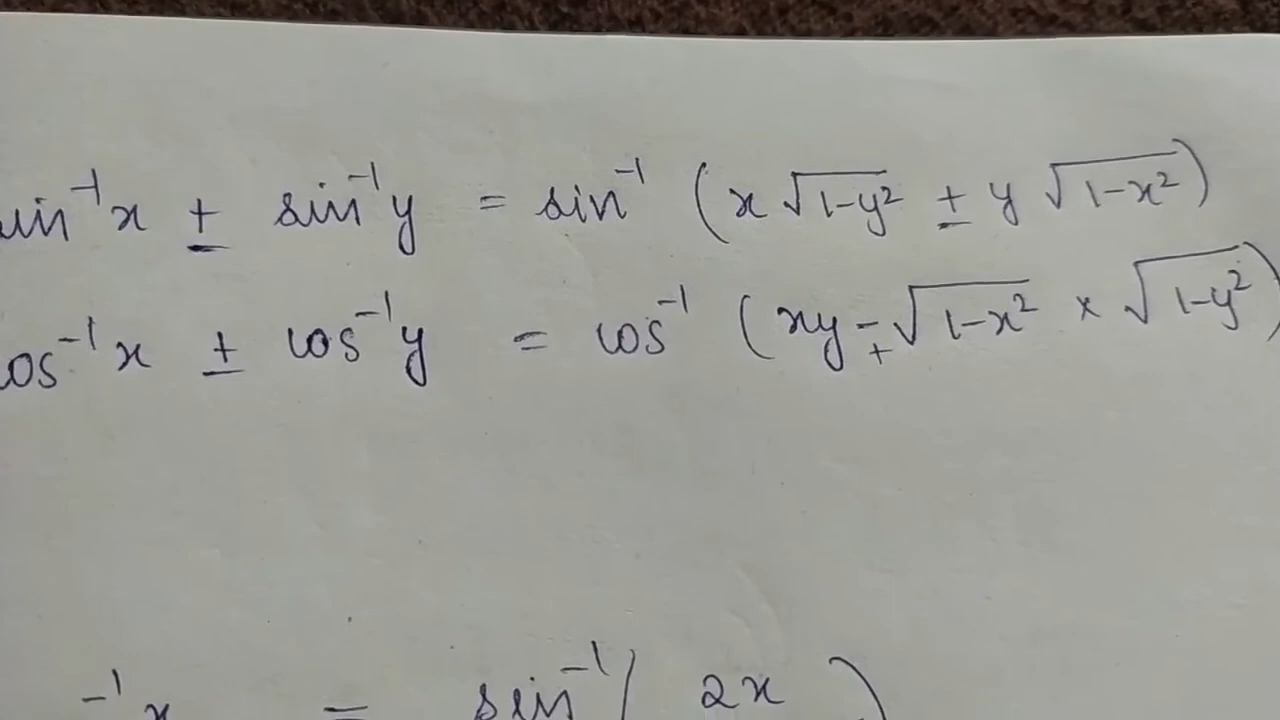 sin⁻¹x ± sin⁻¹y = sin⁻¹ (x √1-y² ± y √1-x²)
cos⁻¹x ± cos⁻¹y = cos⁻¹ (xy ∓ √1-x² × √1-y²)
⁻¹x = sin⁻¹( 2x )